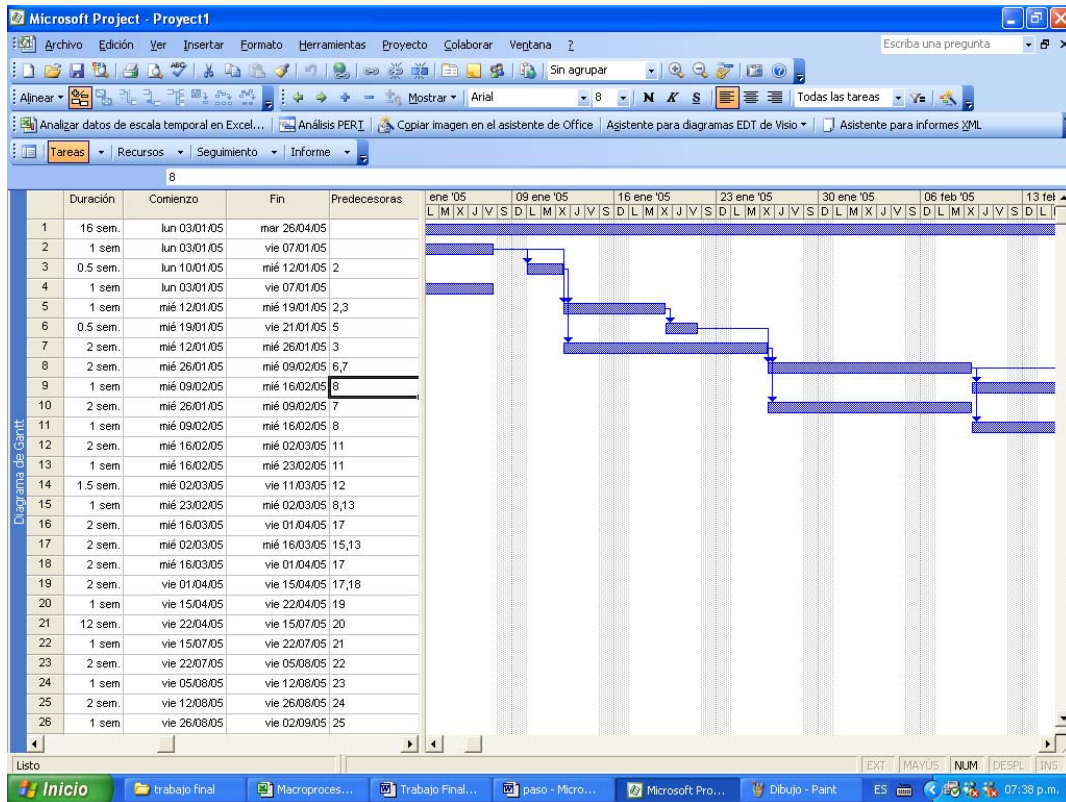 Microsoft Project - Proyect1
Archivo Edición Ver Insertar Formato Herramientas Proyecto Colaborar Ventana ? Escriba una pregunta
Sin agrupar
Alinear Mostrar Arial 8 N K S Todas las tareas
Analizar datos de escala temporal en Excel... Análisis PERT Copiar imagen en el asistente de Office Asistente para diagramas EDT de Visio Asistente para informes XML
Tareas Recursos Seguimiento Informe
8
Duración Comienzo Fin Predecesoras ene '05 09 ene '05 16 ene '05 23 ene '05 30 ene '05 06 feb '05 13 feb
L M X J V S D L M X J V S D L M X J V S D L M X J V S D L M X J V S D L M X J V S D L
1 16 sem. lun 03/01/05 mar 26/04/05
2 1 sem lun 03/01/05 vie 07/01/05
3 0.5 sem. lun 10/01/05 mié 12/01/05 2
4 1 sem lun 03/01/05 vie 07/01/05
5 1 sem mié 12/01/05 mié 19/01/05 2,3
6 0.5 sem. mié 19/01/05 vie 21/01/05 5
7 2 sem. mié 12/01/05 mié 26/01/05 3
8 2 sem. mié 26/01/05 mié 09/02/05 6,7
9 1 sem mié 09/02/05 mié 16/02/05 8
10 2 sem. mié 26/01/05 mié 09/02/05 7
11 1 sem mié 09/02/05 mié 16/02/05 8
12 2 sem. mié 16/02/05 mié 02/03/05 11
13 1 sem mié 16/02/05 mié 23/02/05 11
14 1.5 sem. mié 02/03/05 vie 11/03/05 12
15 1 sem mié 23/02/05 mié 02/03/05 8,13
16 2 sem. mié 16/03/05 vie 01/04/05 17
17 2 sem. mié 02/03/05 mié 16/03/05 15,13
18 2 sem. mié 16/03/05 vie 01/04/05 17
19 2 sem. vie 01/04/05 vie 15/04/05 17,18
20 1 sem vie 15/04/05 vie 22/04/05 19
21 12 sem. vie 22/04/05 vie 15/07/05 20
22 1 sem vie 15/07/05 vie 22/07/05 21
23 2 sem. vie 22/07/05 vie 05/08/05 22
24 1 sem vie 05/08/05 vie 12/08/05 23
25 2 sem. vie 12/08/05 vie 26/08/05 24
26 1 sem vie 26/08/05 vie 02/09/05 25
Diagrama de Gantt
Listo EXT MAYÚS NUM DESPL INS
Inicio trabajo final Macroproces... Trabajo Final... paso - Micro... Microsoft Pro... Dibujo - Paint ES 07:38 p.m.